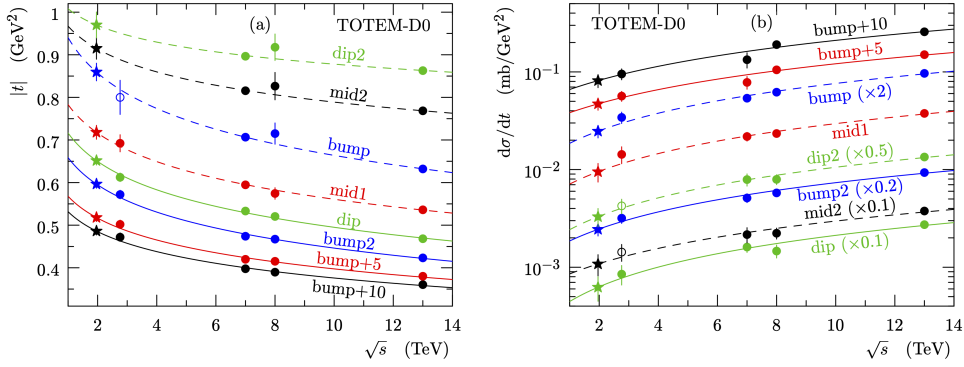 TOTEM-D0
(a)
|t| (GeV²)
1
0.9
0.8
0.7
0.6
0.5
0.4
dip2
mid2
bump
mid1
dip
bump2
bump+5
bump+10
2 4 6 8 10 12 14
√s (TeV)
TOTEM-D0
(b)
dσ/dt (mb/GeV²)
10⁻¹
10⁻²
10⁻³
bump+10
bump+5
bump (×2)
mid1
dip2 (×0.5)
bump2 (×0.2)
mid2 (×0.1)
dip (×0.1)
2 4 6 8 10 12 14
√s (TeV)